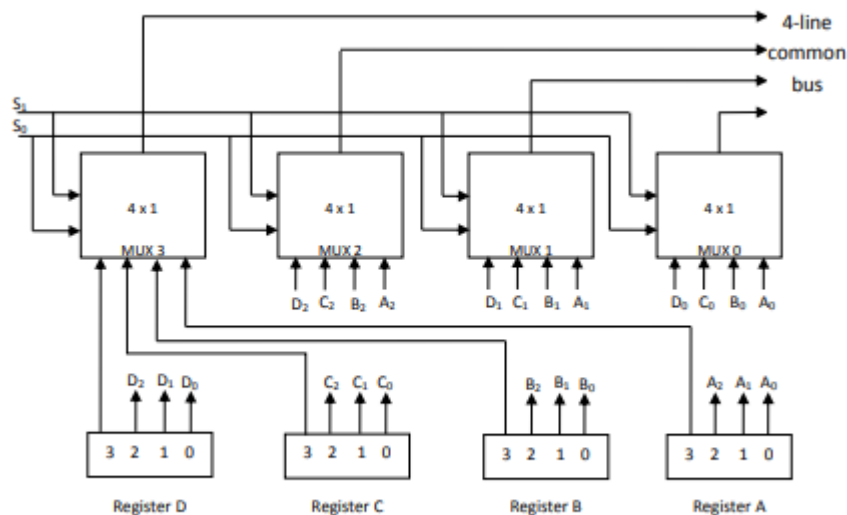 4-line
common
bus
S₁
S₀
4 x 1 4 x 1 4 x 1 4 x 1
MUX 3 MUX 2 MUX 1 MUX 0
D₂ C₂ B₂ A₂ D₁ C₁ B₁ A₁ D₀ C₀ B₀ A₀
D₂ D₁ D₀ C₂ C₁ C₀ B₂ B₁ B₀ A₂ A₁ A₀
3 2 1 0 3 2 1 0 3 2 1 0 3 2 1 0
Register D Register C Register B Register A